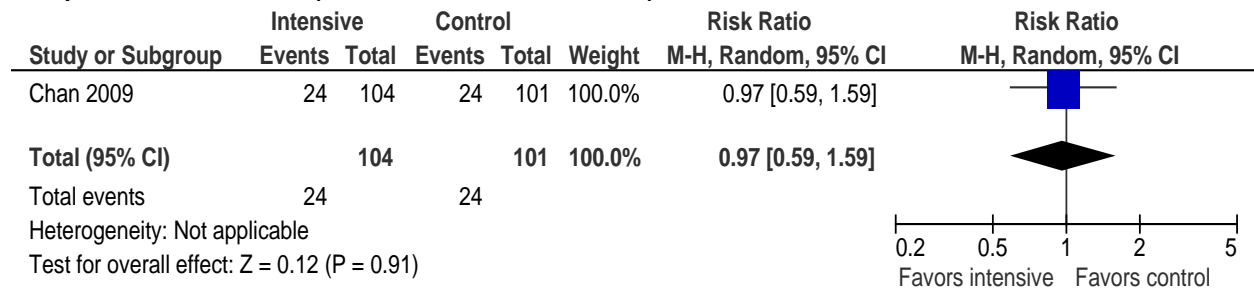 Intensive Control Risk Ratio Risk Ratio
Study or Subgroup Events Total Events Total Weight M-H, Random, 95% CI M-H, Random, 95% CI
Chan 2009 24 104 24 101 100.0% 0.97 [0.59, 1.59]
Total (95% CI) 104 101 100.0% 0.97 [0.59, 1.59]
Total events 24 24
Heterogeneity: Not applicable
Test for overall effect: Z = 0.12 (P = 0.91)
0.2 0.5 1 2 5
Favors intensive Favors control